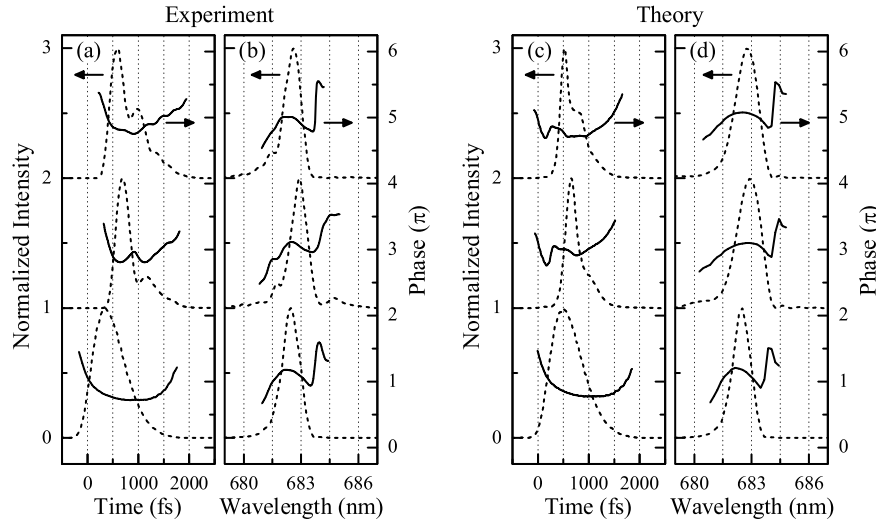 Experiment
Theory
(a)
(b)
(c)
(d)
3
2
1
0
Normalized Intensity
6
5
4
3
2
1
0
Phase (π)
3
2
1
0
Normalized Intensity
6
5
4
3
2
1
0
Phase (π)
0 1000 2000
680 683 686
0 1000 2000
680 683 686
Time (fs)
Wavelength (nm)
Time (fs)
Wavelength (nm)